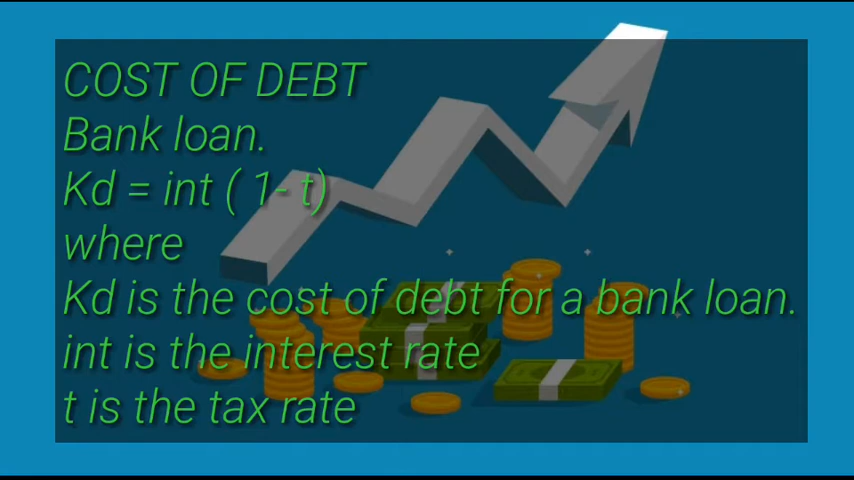 COST OF DEBT
Bank loan.
Kd = int ( 1- t)
where
Kd is the cost of debt for a bank loan.
int is the interest rate
t is the tax rate